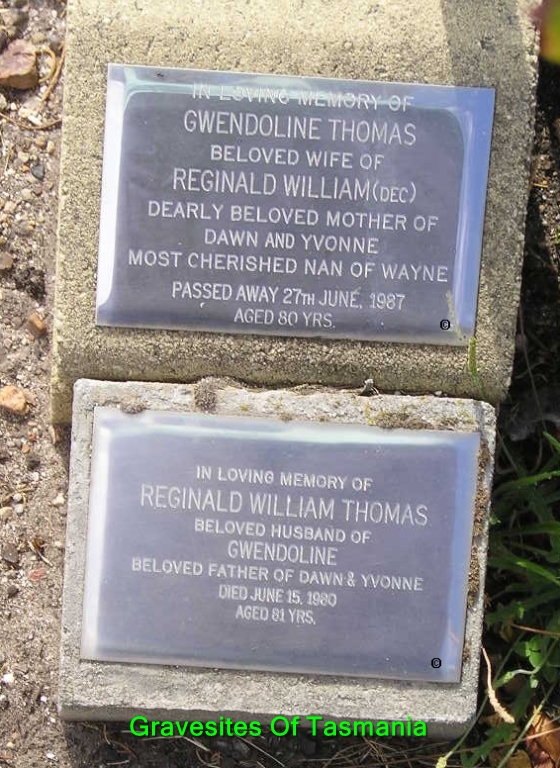 IN LOVING MEMORY OF
GWENDOLINE THOMAS
BELOVED WIFE OF
REGINALD WILLIAM (DEC)
DEARLY BELOVED MOTHER OF
DAWN AND YVONNE
MOST CHERISHED NAN OF WAYNE
PASSED AWAY 27TH JUNE, 1987
AGED 80 YRS.
©
IN LOVING MEMORY OF
REGINALD WILLIAM THOMAS
BELOVED HUSBAND OF
GWENDOLINE
BELOVED FATHER OF DAWN & YVONNE
DIED JUNE 15, 1980
AGED 81 YRS.
©
Gravesites Of Tasmania